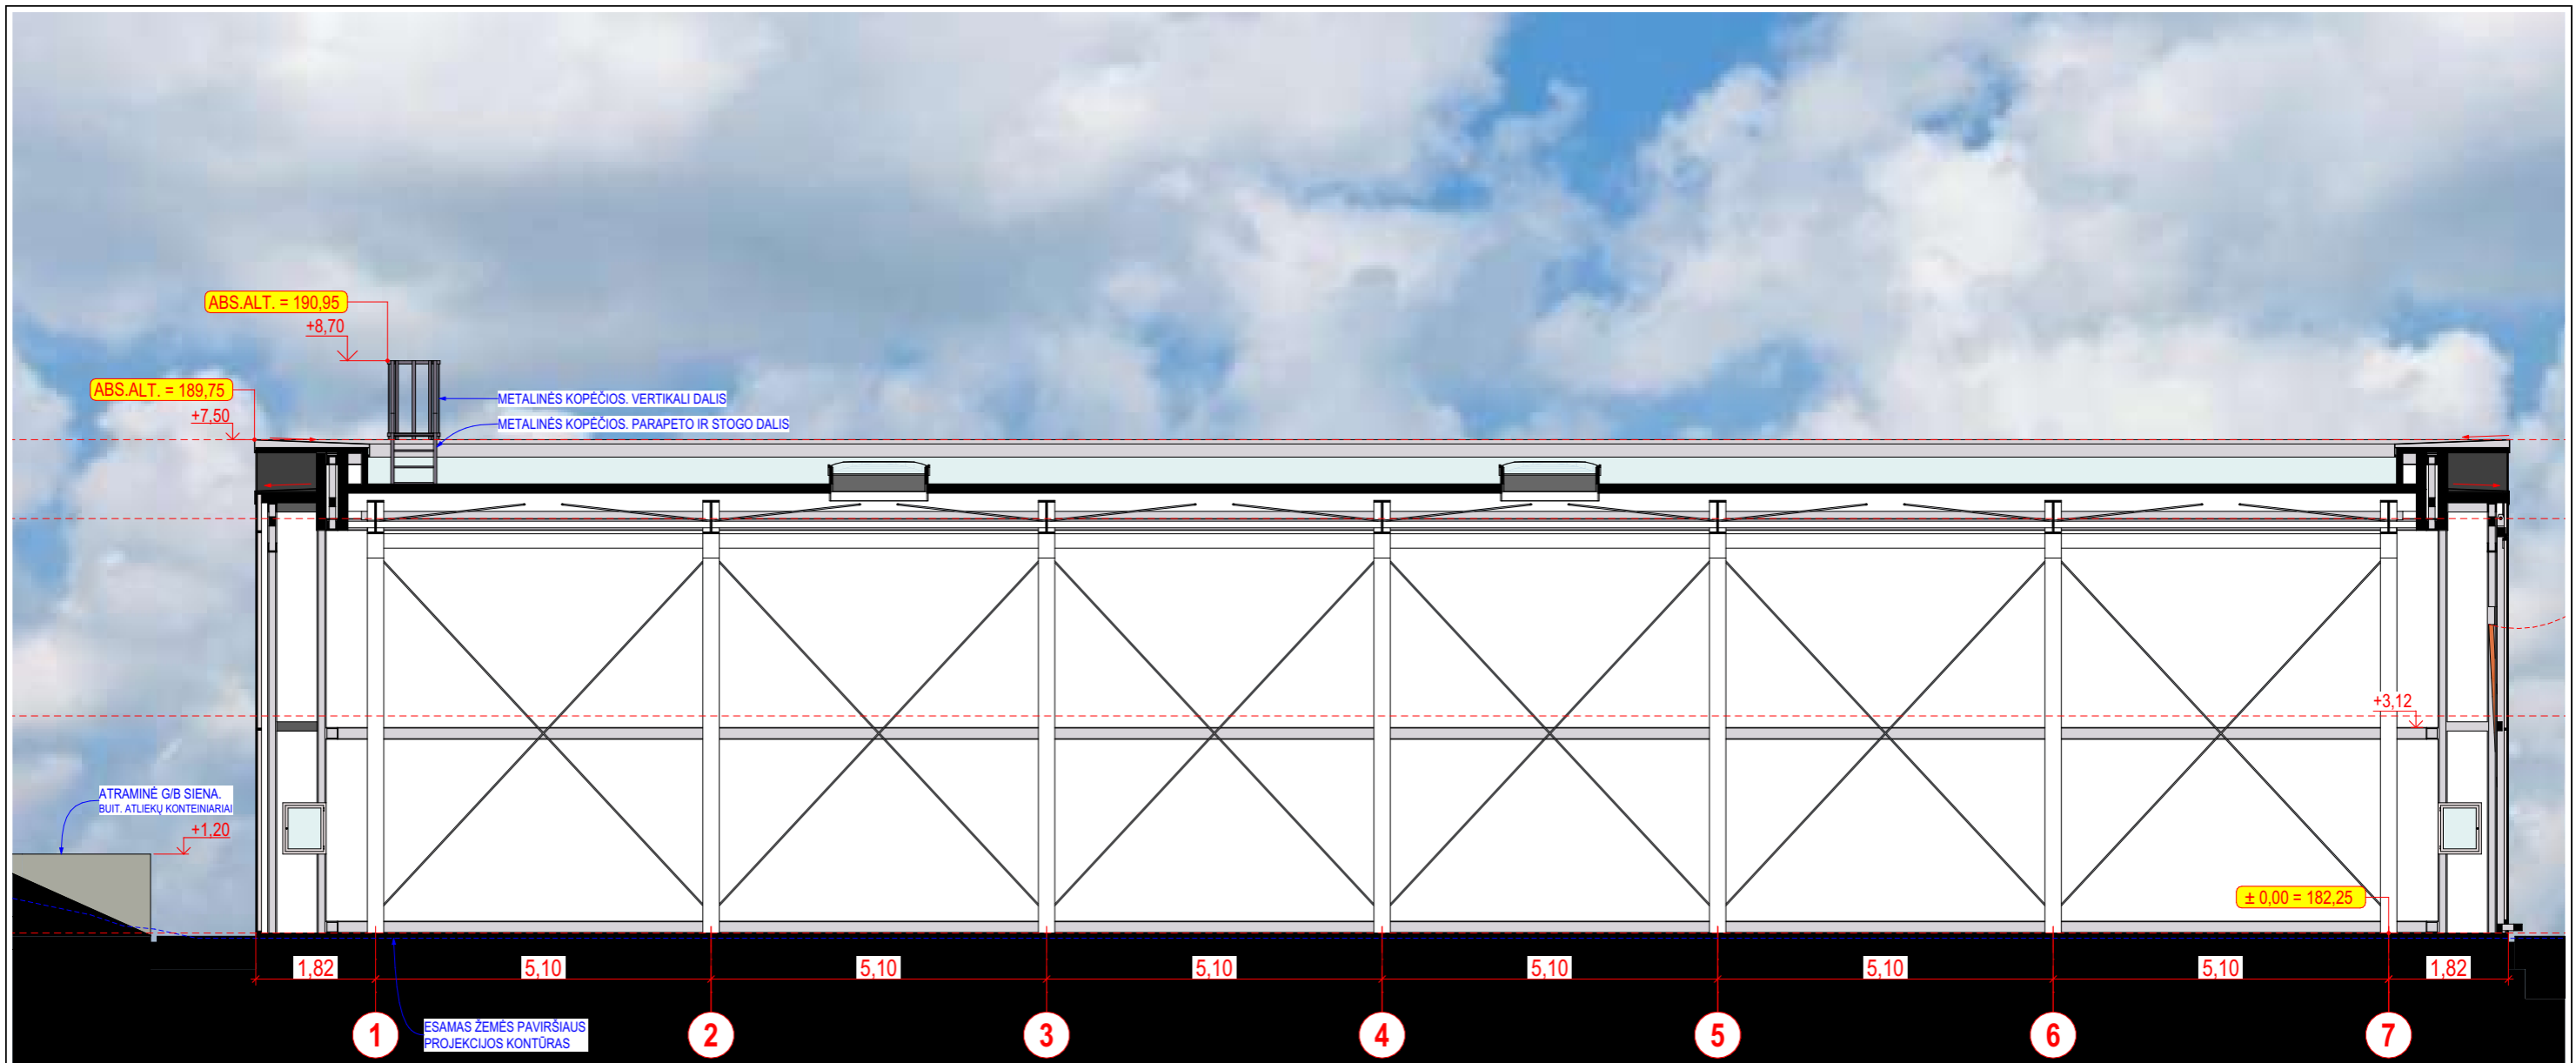 ABS.ALT. = 190,95
+8,70
ABS.ALT. = 189,75
+7,50
METALINĖS KOPĖČIOS. VERTIKALI DALIS
METALINĖS KOPĖČIOS. PARAPETO IR STOGO DALIS
+3,12
ATRAMINĖ G/B SIENA.
BUIT. ATLIEKŲ KONTEINIARIAI
+1,20
± 0,00 = 182,25
1,82 5,10 5,10 5,10 5,10 5,10 5,10 1,82
ESAMAS ŽEMĖS PAVIRŠIAUS
PROJEKCIJOS KONTŪRAS
1 2 3 4 5 6 7